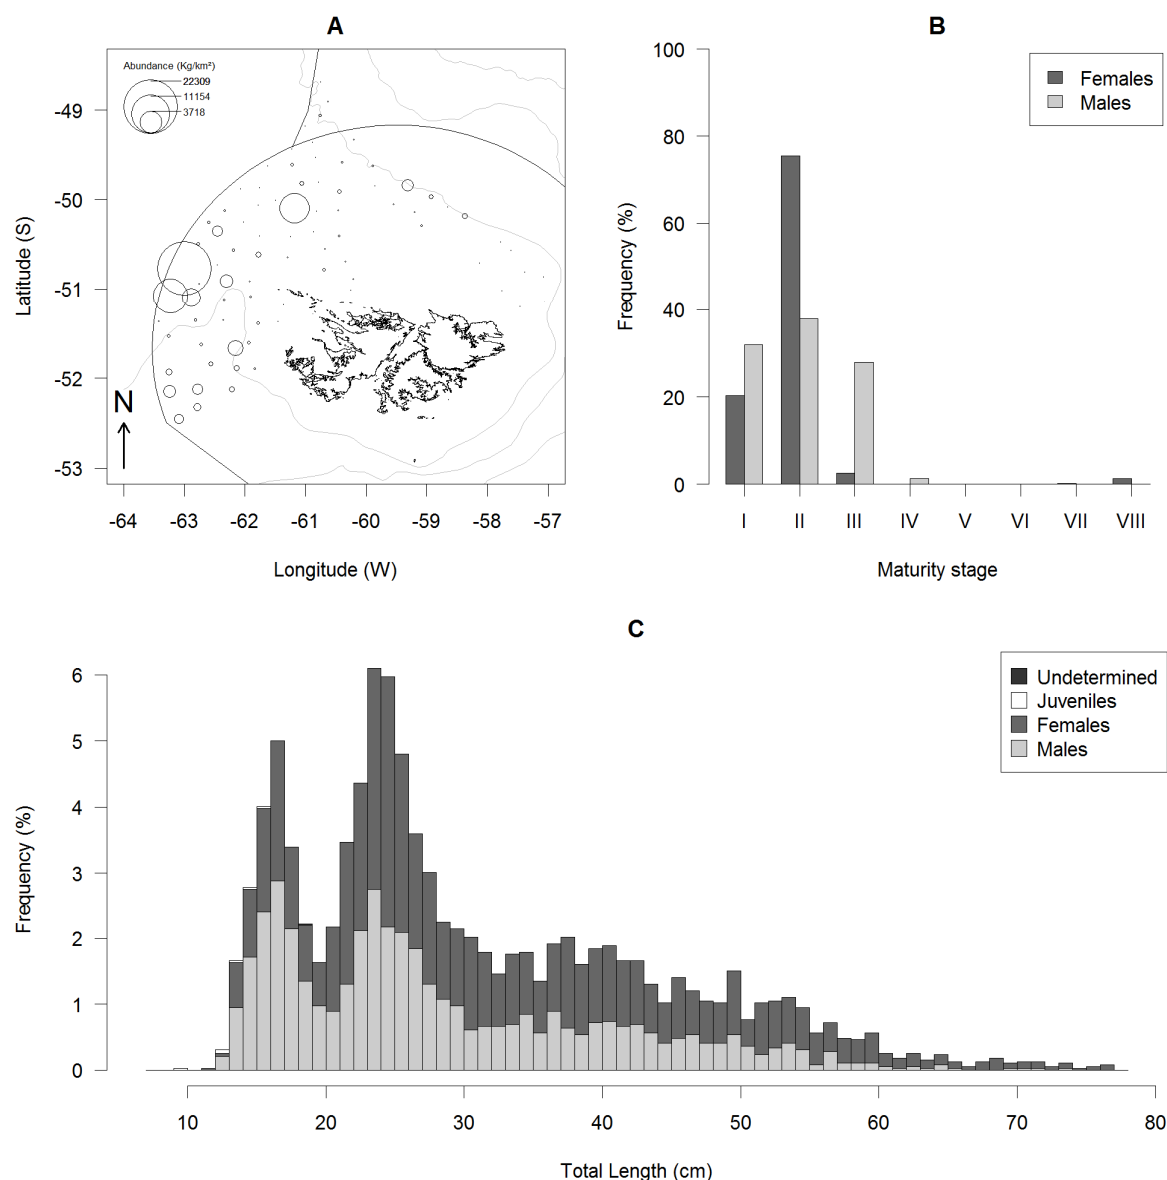 A
Abundance (Kg/km²)
22309
11154
3718
-49
-50
-51
-52
-53
Latitude (S)
N
-64 -63 -62 -61 -60 -59 -58 -57
Longitude (W)
B
100
80
60
40
20
0
Frequency (%)
Females
Males
I II III IV V VI VII VIII
Maturity stage
C
6
5
4
3
2
1
0
Frequency (%)
Undetermined
Juveniles
Females
Males
10 20 30 40 50 60 70 80
Total Length (cm)